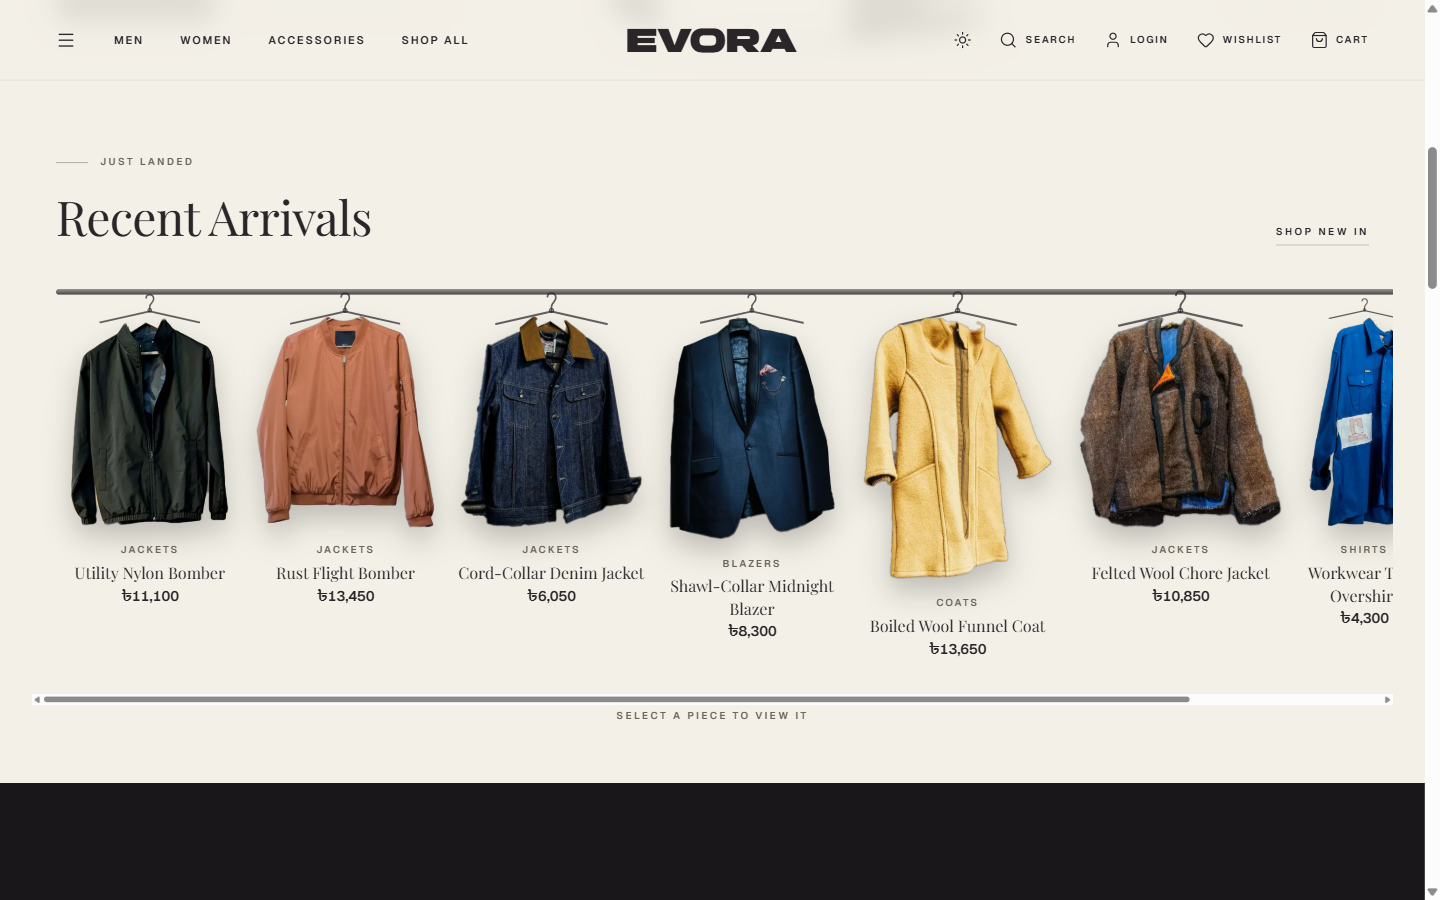 MEN WOMEN ACCESSORIES SHOP ALL EVORA SEARCH LOGIN WISHLIST CART
JUST LANDED
Recent Arrivals
SHOP NEW IN
JACKETS
Utility Nylon Bomber
৳11,100
JACKETS
Rust Flight Bomber
৳13,450
JACKETS
Cord-Collar Denim Jacket
৳6,050
BLAZERS
Shawl-Collar Midnight
Blazer
৳8,300
COATS
Boiled Wool Funnel Coat
৳13,650
JACKETS
Felted Wool Chore Jacket
৳10,850
SHIRTS
Workwear
৳4,300
SELECT A PIECE TO VIEW IT